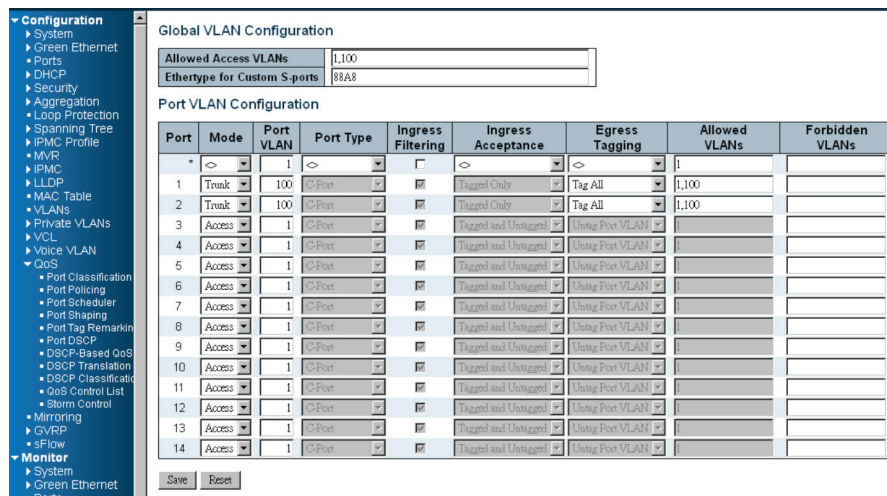 Configuration
System
Green Ethernet
Ports
DHCP
Security
Aggregation
Loop Protection
Spanning Tree
IPMC Profile
MVR
IPMC
LLDP
MAC Table
VLANs
Private VLANs
VCL
Voice VLAN
QoS
Port Classification
Port Policing
Port Scheduler
Port Shaping
Port Tag Remarkin
Port DSCP
DSCP-Based QoS
DSCP Translation
DSCP Classificatio
QoS Control List
Storm Control
Mirroring
GVRP
sFlow
Monitor
System
Green Ethernet
Global VLAN Configuration
Allowed Access VLANs 1,100
Ethertype for Custom S-ports 88A8
Port VLAN Configuration
Port Mode Port VLAN Port Type Ingress Filtering Ingress Acceptance Egress Tagging Allowed VLANs Forbidden VLANs
* <> 1 <> <> <> 1
1 Trunk 100 C-Port Tagged Only Tag All 1,100
2 Trunk 100 C-Port Tagged Only Tag All 1,100
3 Access 1 C-Port Tagged and Untagged Untag Port VLAN 1
4 Access 1 C-Port Tagged and Untagged Untag Port VLAN 1
5 Access 1 C-Port Tagged and Untagged Untag Port VLAN 1
6 Access 1 C-Port Tagged and Untagged Untag Port VLAN 1
7 Access 1 C-Port Tagged and Untagged Untag Port VLAN 1
8 Access 1 C-Port Tagged and Untagged Untag Port VLAN 1
9 Access 1 C-Port Tagged and Untagged Untag Port VLAN 1
10 Access 1 C-Port Tagged and Untagged Untag Port VLAN 1
11 Access 1 C-Port Tagged and Untagged Untag Port VLAN 1
12 Access 1 C-Port Tagged and Untagged Untag Port VLAN 1
13 Access 1 C-Port Tagged and Untagged Untag Port VLAN 1
14 Access 1 C-Port Tagged and Untagged Untag Port VLAN 1
Save Reset